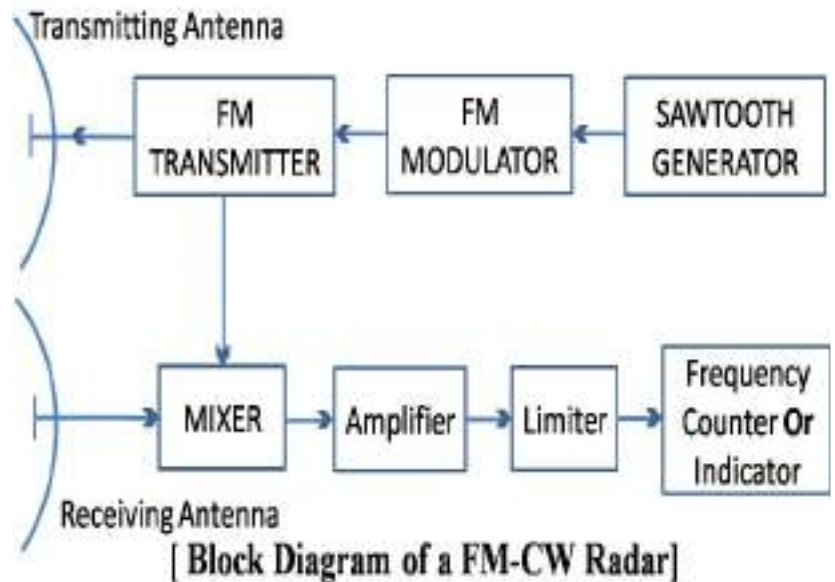 Transmitting Antenna
FM
TRANSMITTER
FM
MODULATOR
SAWTOOTH
GENERATOR
MIXER
Amplifier
Limiter
Frequency
Counter Or
Indicator
Receiving Antenna
[ Block Diagram of a FM-CW Radar]